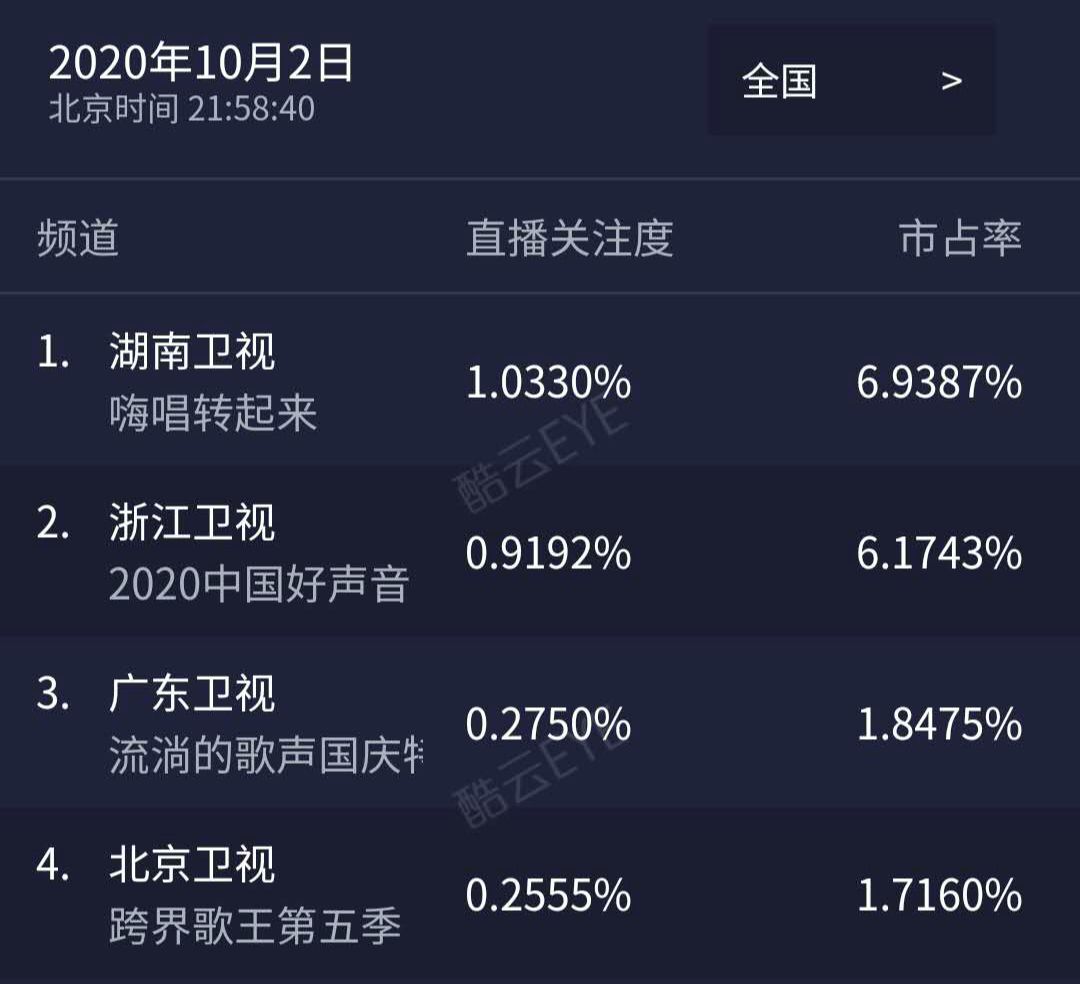 2020年10月2日
北京时间 21:58:40
全国 >
频道 直播关注度 市占率
1. 湖南卫视
嗨唱转起来
1.0330% 6.9387%
酷云EYE
2. 浙江卫视
2020中国好声音
0.9192% 6.1743%
3. 广东卫视
流淌的歌声国庆特
0.2750% 1.8475%
酷云EYE
4. 北京卫视
跨界歌王第五季
0.2555% 1.7160%